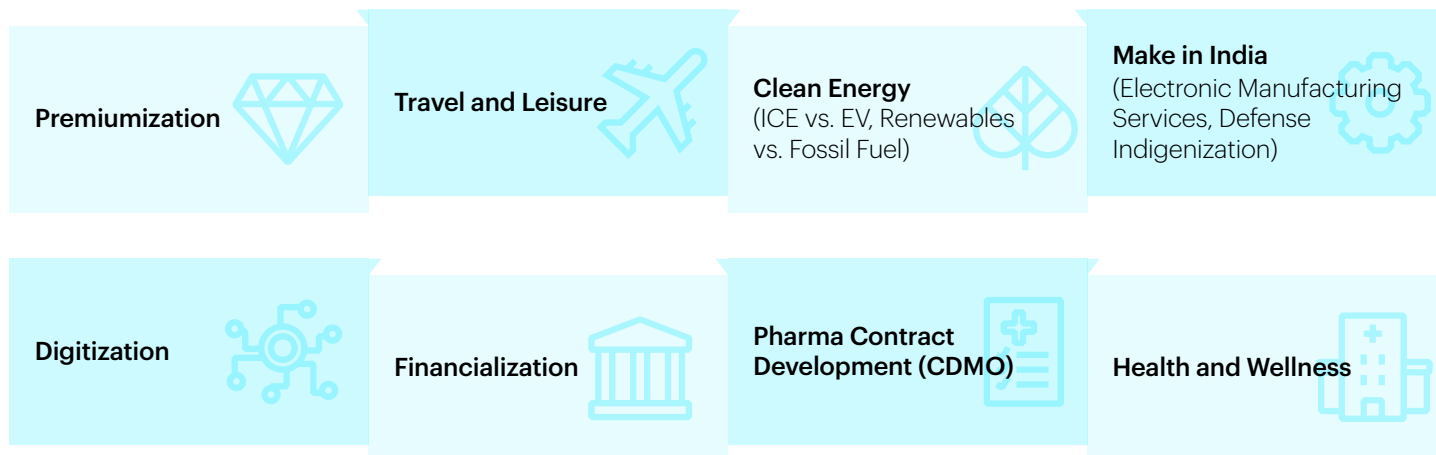 Premiumization
Travel and Leisure
Clean Energy
(ICE vs. EV, Renewables
vs. Fossil Fuel)
Make in India
(Electronic Manufacturing
Services, Defense
Indigenization)
Digitization
Financialization
Pharma Contract
Development (CDMO)
Health and Wellness